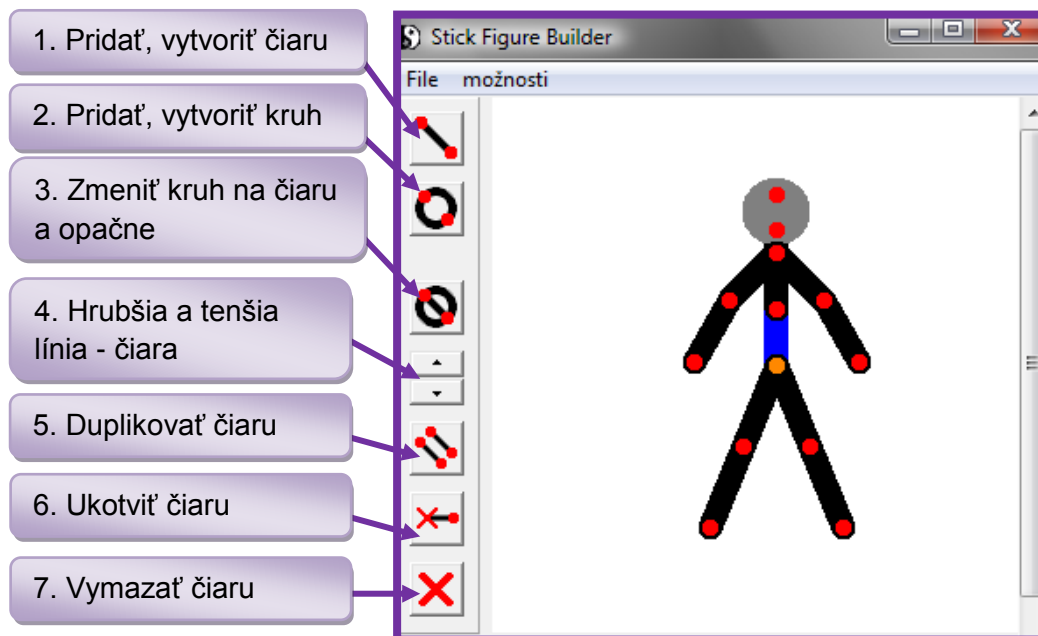 1. Pridať, vytvoriť čiaru
2. Pridať, vytvoriť kruh
3. Zmeniť kruh na čiaru
a opačne
4. Hrubšia a tenšia
línia - čiara
5. Duplikovať čiaru
6. Ukotviť čiaru
7. Vymazať čiaru
Stick Figure Builder
File možnosti